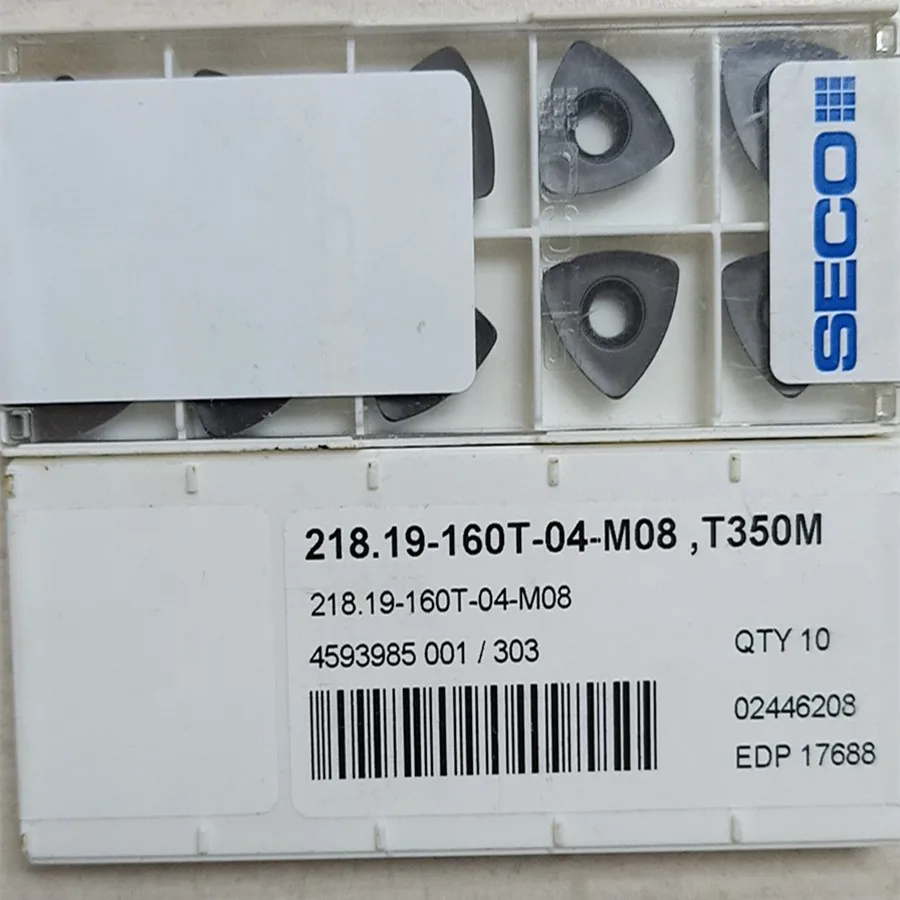 SECO
218.19-160T-04-M08 ,T350M
218.19-160T-04-M08
4593985 001 / 303
QTY 10
02446208
EDP 17688